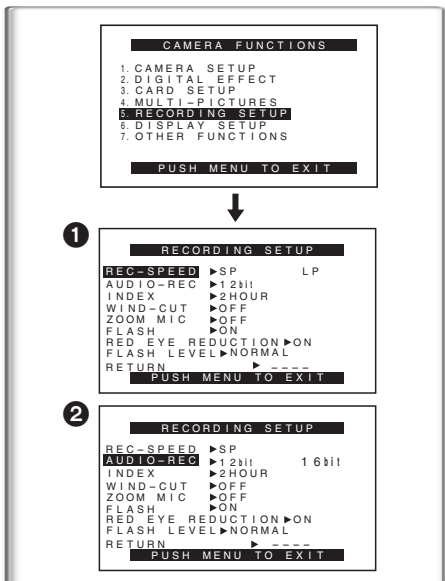 CAMERA FUNCTIONS
1. CAMERA SETUP
2. DIGITAL EFFECT
3. CARD SETUP
4. MULTI-PICTURES
5. RECORDING SETUP
6. DISPLAY SETUP
7. OTHER FUNCTIONS
PUSH MENU TO EXIT
1
RECORDING SETUP
REC-SPEED ►SP LP
AUDIO-REC ►12bit
INDEX ►2HOUR
WIND-CUT ►OFF
ZOOM MIC ►OFF
FLASH ►ON
RED EYE REDUCTION►ON
FLASH LEVEL►NORMAL
RETURN ► ----
PUSH MENU TO EXIT
2
RECORDING SETUP
REC-SPEED ►SP
AUDIO-REC ►12bit 16bit
INDEX ►2HOUR
WIND-CUT ►OFF
ZOOM MIC ►OFF
FLASH ►ON
RED EYE REDUCTION►ON
FLASH LEVEL►NORMAL
RETURN ► ----
PUSH MENU TO EXIT